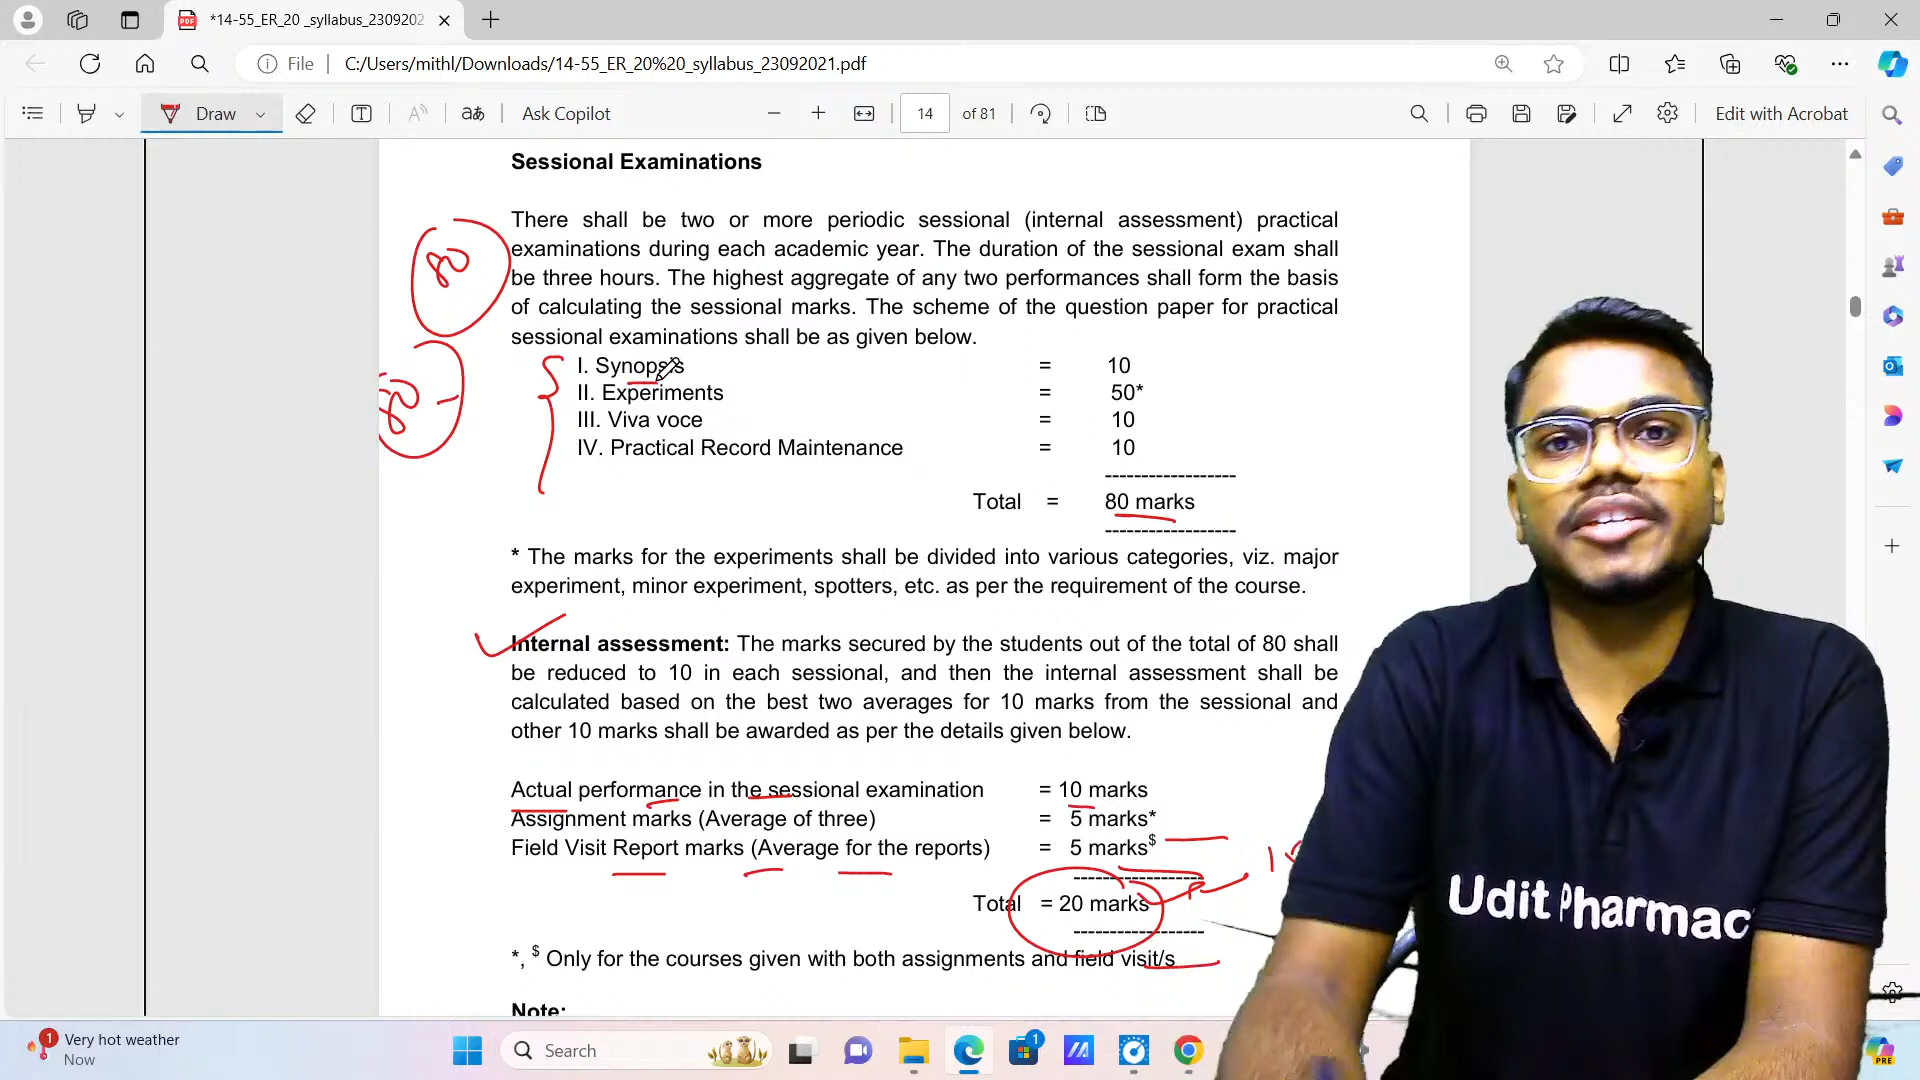 *14-55_ER_20 _syllabus_2309202
File
C:/Users/mithl/Downloads/14-55_ER_20%20_syllabus_23092021.pdf
Draw
aあ
Ask Copilot
14 of 81
Edit with Acrobat
Sessional Examinations
There shall be two or more periodic sessional (internal assessment) practical
examinations during each academic year. The duration of the sessional exam shall
be three hours. The highest aggregate of any two performances shall form the basis
of calculating the sessional marks. The scheme of the question paper for practical
sessional examinations shall be as given below.
80
80 -
I. Synopsis = 10
II. Experiments = 50*
III. Viva voce = 10
IV. Practical Record Maintenance = 10
------------------
Total = 80 marks
------------------
* The marks for the experiments shall be divided into various categories, viz. major
experiment, minor experiment, spotters, etc. as per the requirement of the course.
Internal assessment: The marks secured by the students out of the total of 80 shall
be reduced to 10 in each sessional, and then the internal assessment shall be
calculated based on the best two averages for 10 marks from the sessional and
other 10 marks shall be awarded as per the details given below.
Actual performance in the sessional examination = 10 marks
Assignment marks (Average of three) = 5 marks*
Field Visit Report marks (Average for the reports) = 5 marks$
------------------
Total = 20 marks
------------------
*, $ Only for the courses given with both assignments and field visit/s
Note:
Udit Pharmac
1
Very hot weather
Now
Search
1
PRE